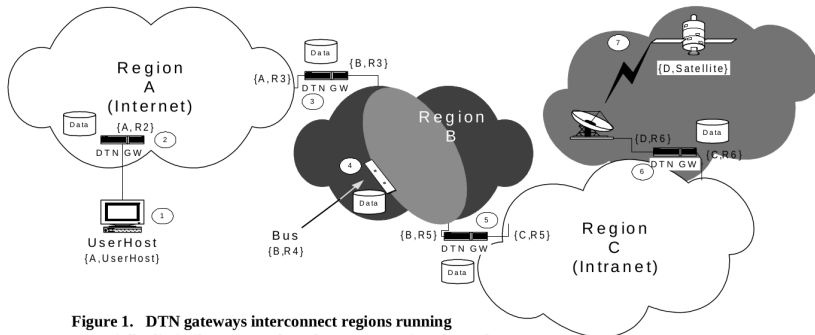 Region
A
(Internet)
Data
{A,R2}
DTN GW
2
1
UserHost
{A,UserHost}
Data
{B,R3}
{A,R3}
DTN GW
3
Region
B
4
Data
Bus
{B,R4}
5
{B,R5}
{C,R5}
DTN GW
Data
7
{D,Satellite}
{D,R6}
Data
DTN GW
{C,R6}
6
Region
C
(Intranet)
Figure 1. DTN gateways interconnect regions running